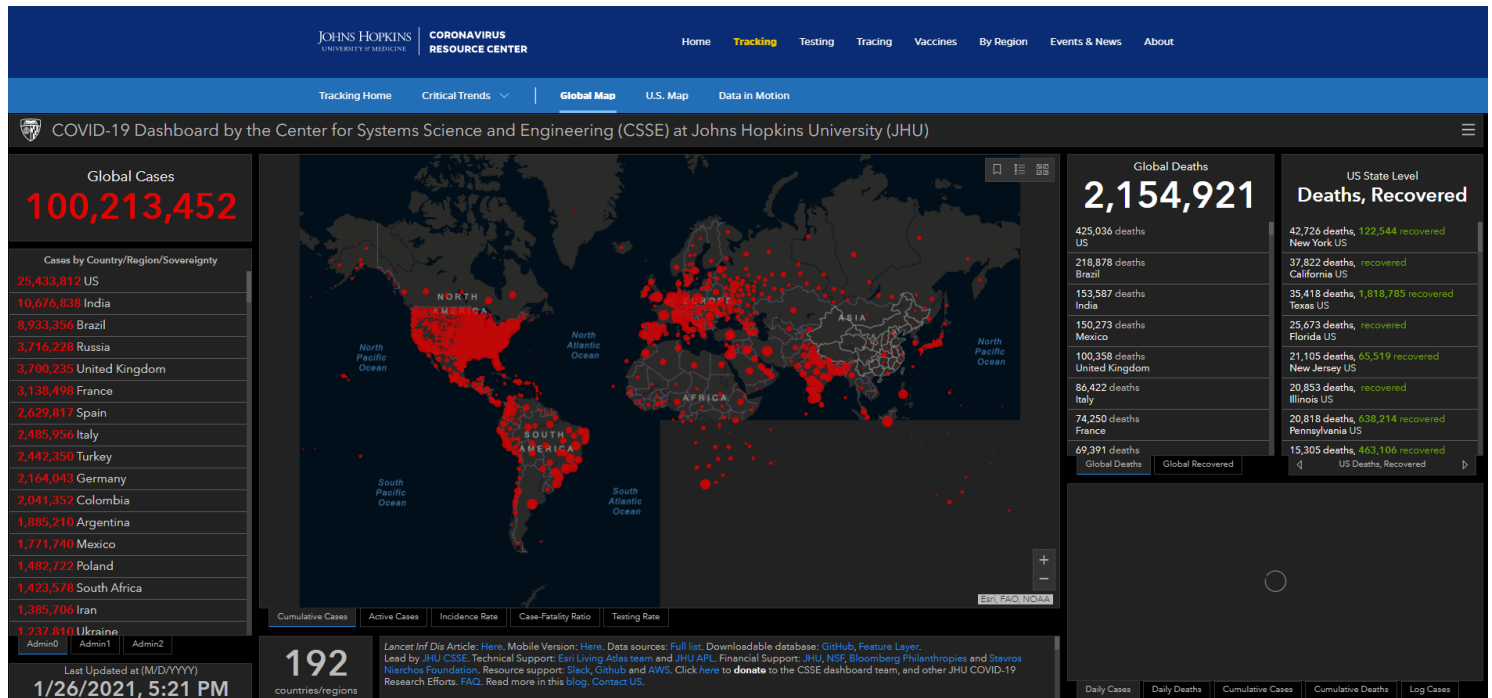 JOHNS HOPKINS
UNIVERSITY & MEDICINE
CORONAVIRUS
RESOURCE CENTER
Home Tracking Testing Tracing Vaccines By Region Events & News About
Tracking Home Critical Trends Global Map U.S. Map Data in Motion
COVID-19 Dashboard by the Center for Systems Science and Engineering (CSSE) at Johns Hopkins University (JHU)
Global Cases
100,213,452
Cases by Country/Region/Sovereignty
25,433,812 US
10,676,838 India
8,933,356 Brazil
3,716,228 Russia
3,700,235 United Kingdom
3,138,498 France
2,629,817 Spain
2,485,956 Italy
2,442,350 Turkey
2,164,043 Germany
2,041,352 Colombia
1,885,210 Argentina
1,771,740 Mexico
1,482,722 Poland
1,423,578 South Africa
1,385,706 Iran
1,237,810 Ukraine
Admin0 Admin1 Admin2
Last Updated at (M/D/YYYY)
1/26/2021, 5:21 PM
NORTH
AMERICA
EUROPE
ASIA
AFRICA
SOUTH
AMERICA
North
Pacific
Ocean
North
Atlantic
Ocean
North
Pacific
Ocean
South
Pacific
Ocean
South
Atlantic
Ocean
Esri, FAO, NOAA
Cumulative Cases Active Cases Incidence Rate Case-Fatality Ratio Testing Rate
192
countries/regions
Lancet Inf Dis Article: Here. Mobile Version: Here. Data sources: Full list. Downloadable database: GitHub, Feature Layer.
Lead by JHU CSSE. Technical Support: Esri Living Atlas team and JHU APL. Financial Support: JHU, NSF, Bloomberg Philanthropies and Stavros
Niarchos Foundation. Resource support: Slack, Github and AWS. Click here to donate to the CSSE dashboard team, and other JHU COVID-19
Research Efforts. FAQ. Read more in this blog. Contact US.
Global Deaths
2,154,921
425,036 deaths
US
218,878 deaths
Brazil
153,587 deaths
India
150,273 deaths
Mexico
100,358 deaths
United Kingdom
86,422 deaths
Italy
74,250 deaths
France
69,391 deaths
Global Deaths Global Recovered
US State Level
Deaths, Recovered
42,726 deaths, 122,544 recovered
New York US
37,822 deaths, recovered
California US
35,418 deaths, 1,818,785 recovered
Texas US
25,673 deaths, recovered
Florida US
21,105 deaths, 65,519 recovered
New Jersey US
20,853 deaths, recovered
Illinois US
20,818 deaths, 638,214 recovered
Pennsylvania US
15,305 deaths, 463,106 recovered
US Deaths, Recovered
Daily Cases Daily Deaths Cumulative Cases Cumulative Deaths Log Cases